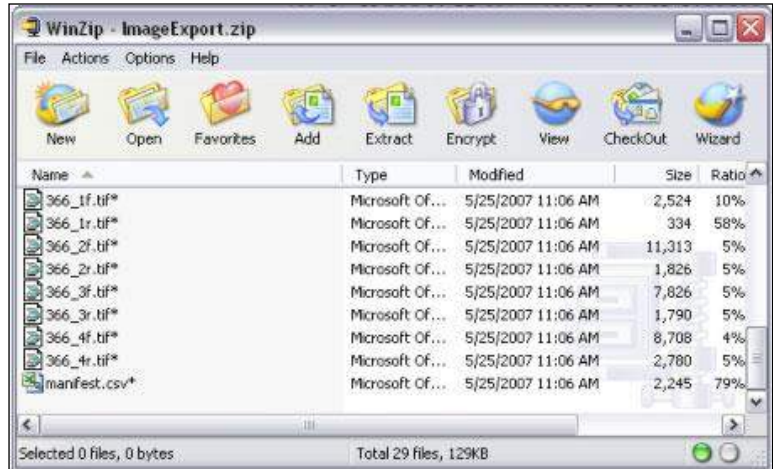 WinZip - ImageExport.zip
File Actions Options Help
New Open Favorites Add Extract Encrypt View CheckOut Wizard
Name Type Modified Size Ratio
366_1f.tif* Microsoft Of... 5/25/2007 11:06 AM 2,524 10%
366_1r.tif* Microsoft Of... 5/25/2007 11:06 AM 334 58%
366_2f.tif* Microsoft Of... 5/25/2007 11:06 AM 11,313 5%
366_2r.tif* Microsoft Of... 5/25/2007 11:06 AM 1,826 5%
366_3f.tif* Microsoft Of... 5/25/2007 11:06 AM 7,826 5%
366_3r.tif* Microsoft Of... 5/25/2007 11:06 AM 1,790 5%
366_4f.tif* Microsoft Of... 5/25/2007 11:06 AM 8,708 4%
366_4r.tif* Microsoft Of... 5/25/2007 11:06 AM 2,780 5%
manifest.csv* Microsoft Of... 5/25/2007 11:06 AM 2,245 79%
Selected 0 files, 0 bytes Total 29 files, 129KB